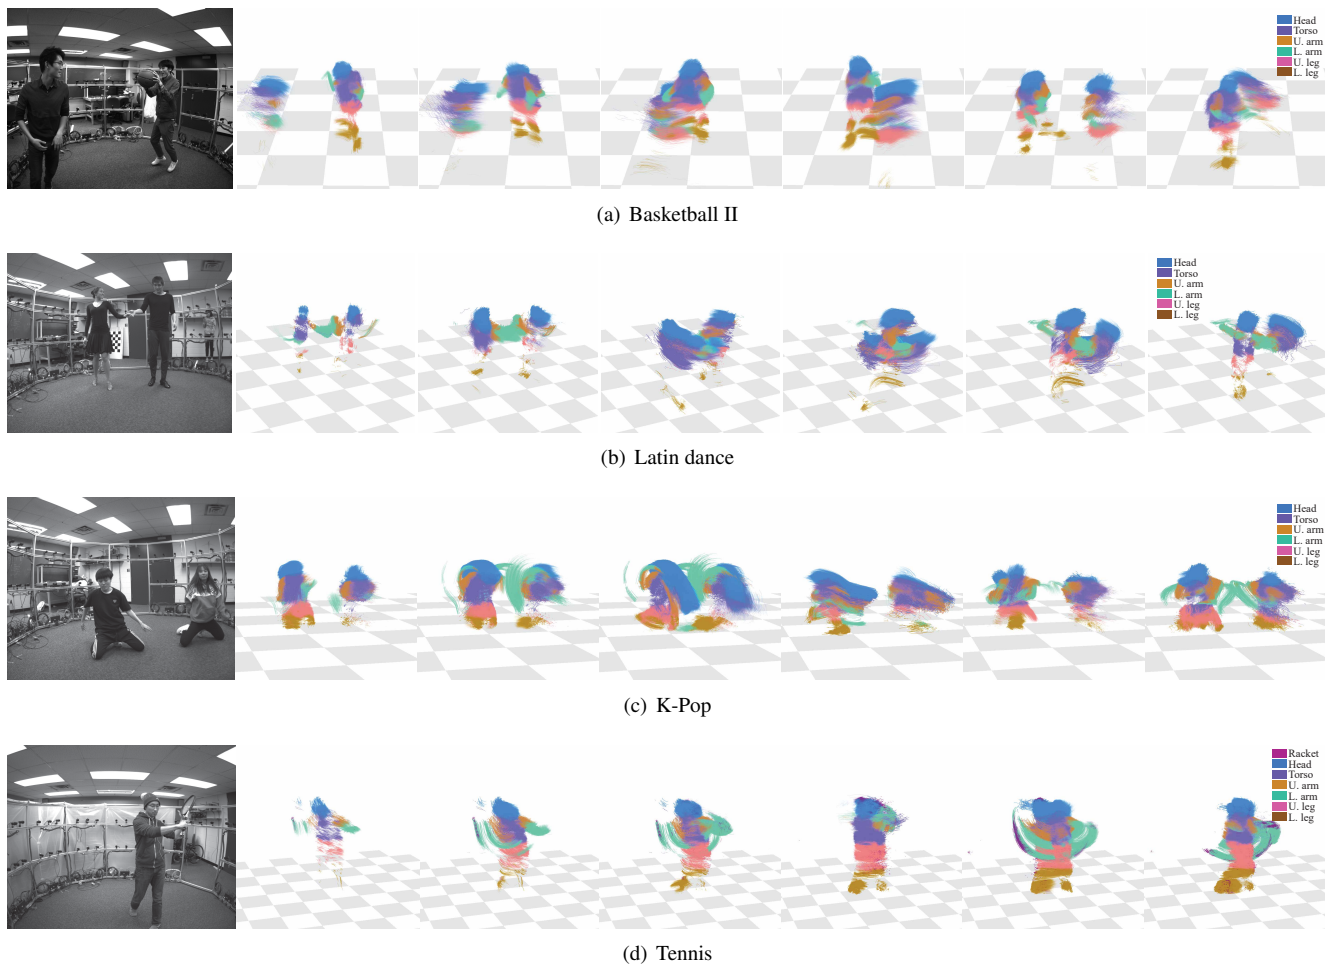 Head
Torso
U. arm
L. arm
U. leg
L. leg
(a) Basketball II
Head
Torso
U. arm
L. arm
U. leg
L. leg
(b) Latin dance
Head
Torso
U. arm
L. arm
U. leg
L. leg
(c) K-Pop
Racket
Head
Torso
U. arm
L. arm
U. leg
L. leg
(d) Tennis